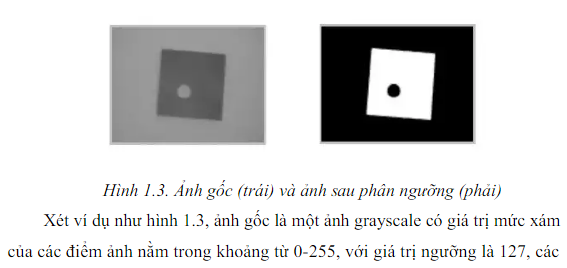 Hình 1.3. Ảnh gốc (trái) và ảnh sau phân ngưỡng (phải)
Xét ví dụ như hình 1.3, ảnh gốc là một ảnh grayscale có giá trị mức xám
của các điểm ảnh nằm trong khoảng từ 0-255, với giá trị ngưỡng là 127, các